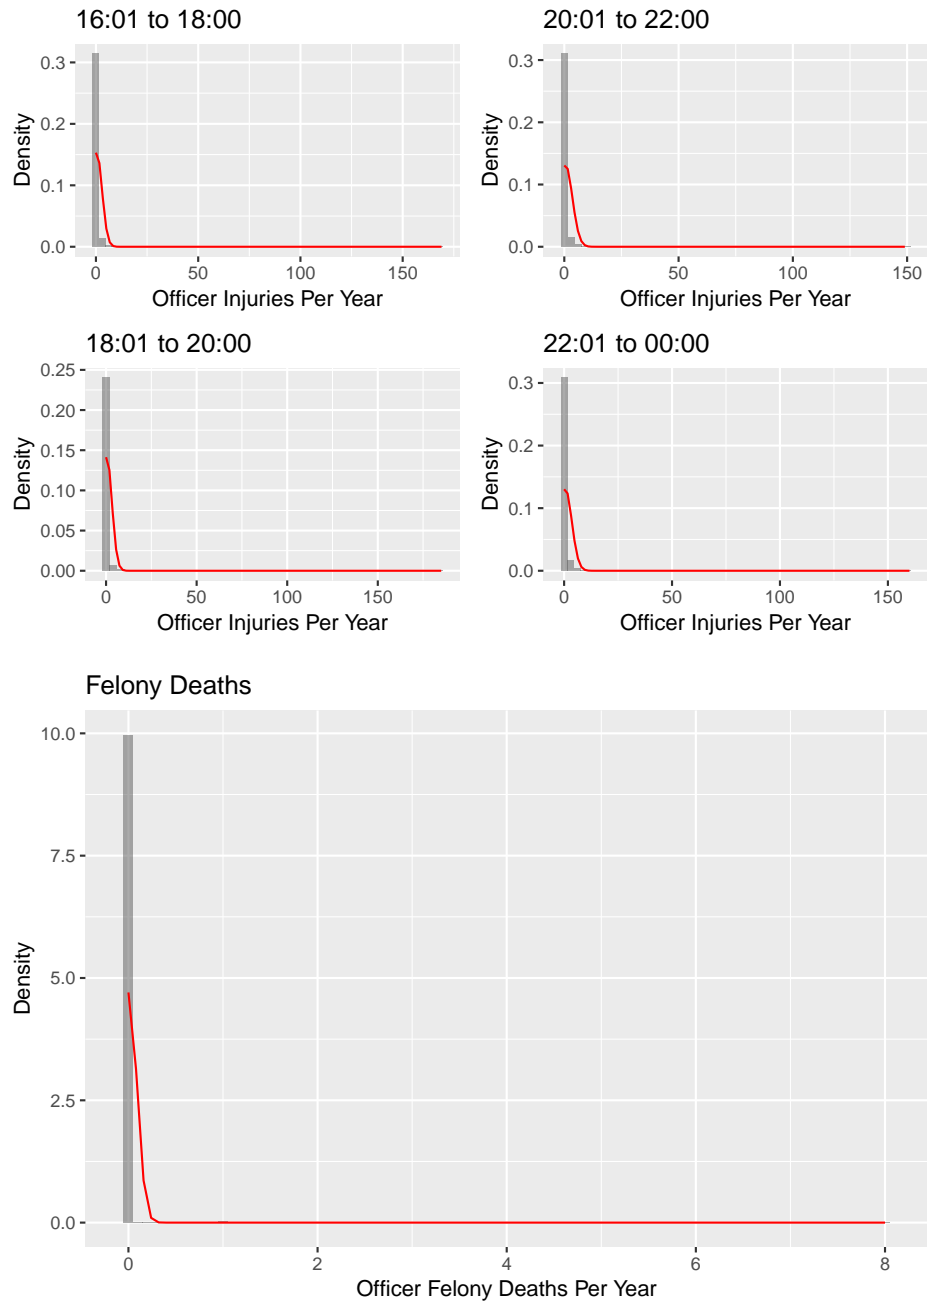 16:01 to 18:00
Density
0.3
0.2
0.1
0.0
0 50 100 150
Officer Injuries Per Year
20:01 to 22:00
Density
0.3
0.2
0.1
0.0
0 50 100 150
Officer Injuries Per Year
18:01 to 20:00
Density
0.25
0.20
0.15
0.10
0.05
0.00
0 50 100 150
Officer Injuries Per Year
22:01 to 00:00
Density
0.3
0.2
0.1
0.0
0 50 100 150
Officer Injuries Per Year
Felony Deaths
Density
10.0
7.5
5.0
2.5
0.0
0 2 4 6 8
Officer Felony Deaths Per Year